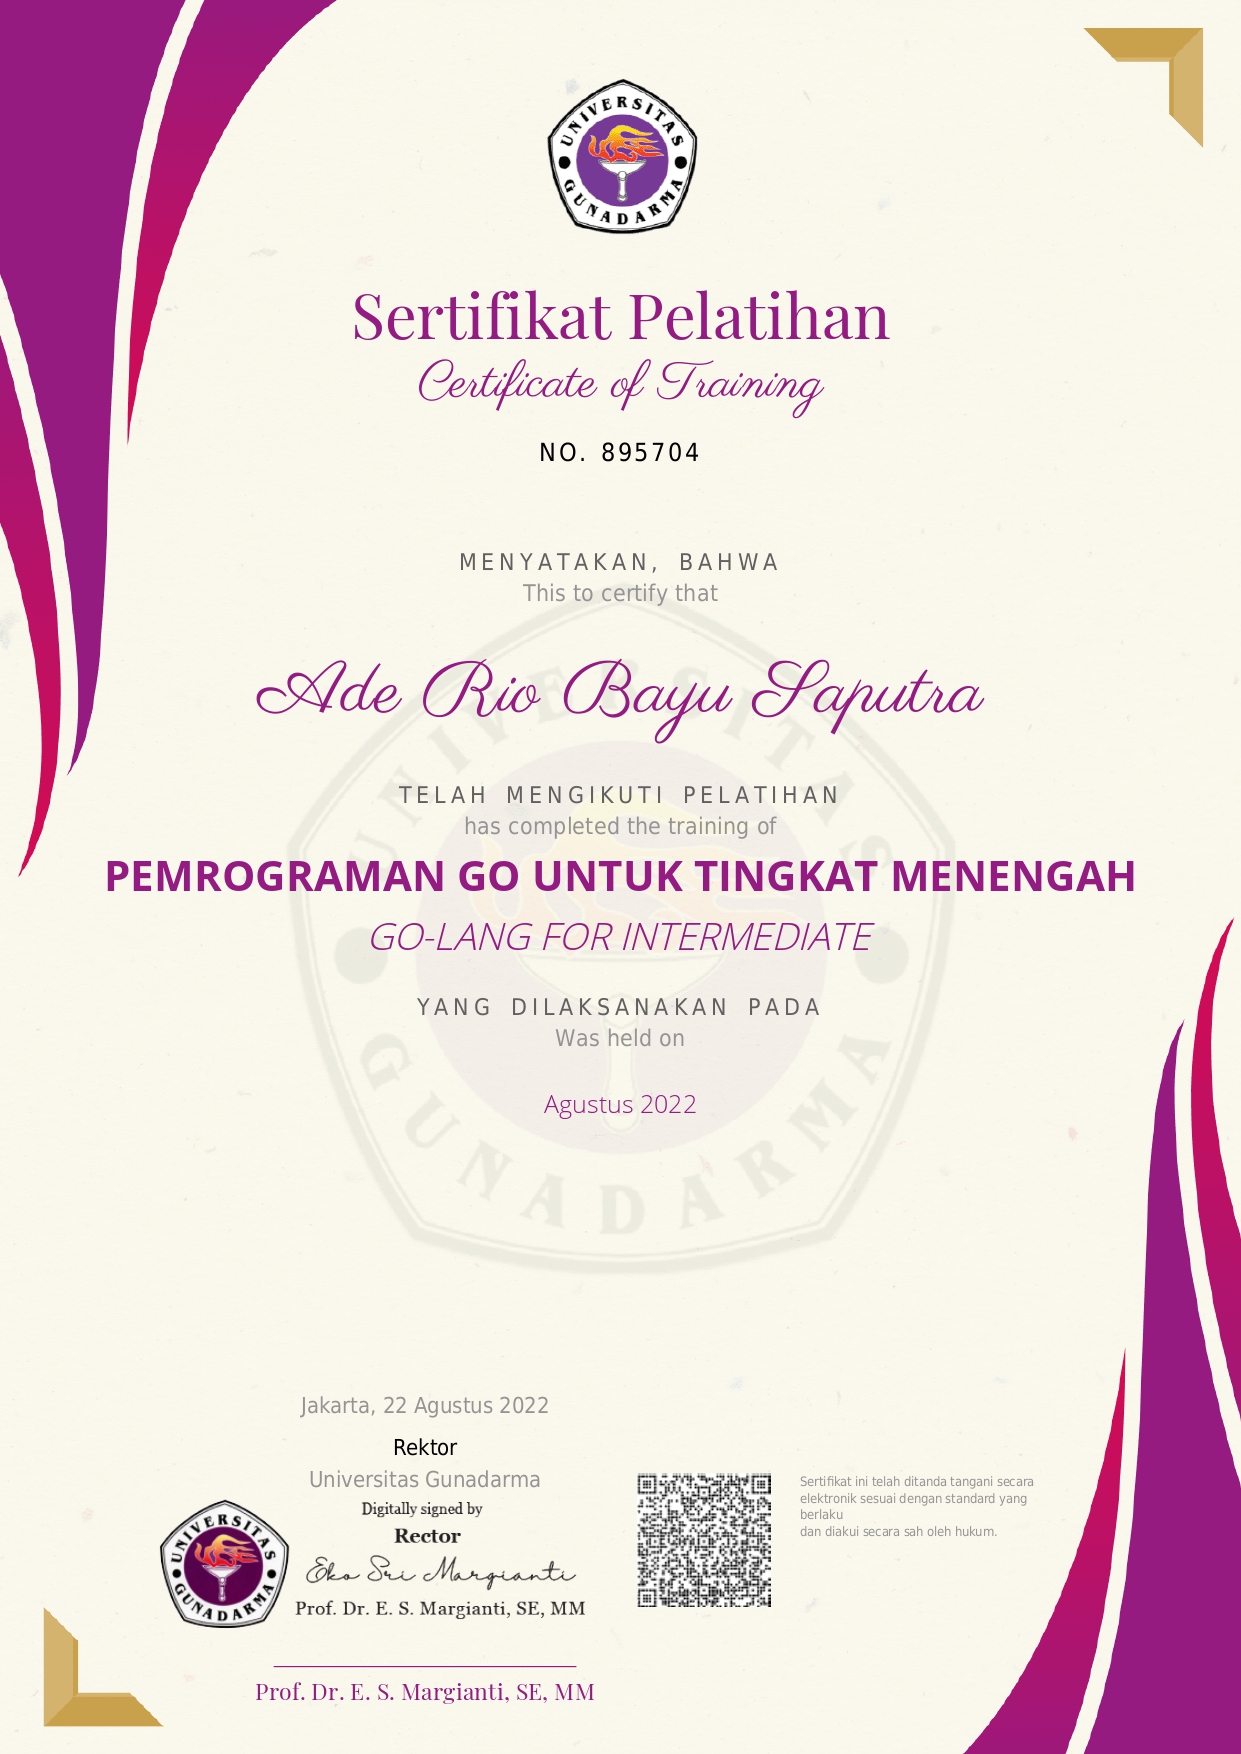 UNIVERSITAS
GUNADARMA
Sertifikat Pelatihan
Certificate of Training
NO. 895704
MENYATAKAN, BAHWA
This to certify that
Ade Rio Bayu Saputra
TELAH MENGIKUTI PELATIHAN
has completed the training of
PEMROGRAMAN GO UNTUK TINGKAT MENENGAH
GO-LANG FOR INTERMEDIATE
YANG DILAKSANAKAN PADA
Was held on
Agustus 2022
UNIVERSITAS
GUNADARMA
Jakarta, 22 Agustus 2022
Rektor
Universitas Gunadarma
Digitally signed by
Rector
Eko Sri Margianti
Prof. Dr. E. S. Margianti, SE, MM
UNIVERSITAS
GUNADARMA
Prof. Dr. E. S. Margianti, SE, MM
Sertifikat ini telah ditanda tangani secara
elektronik sesuai dengan standard yang
berlaku
dan diakui secara sah oleh hukum.